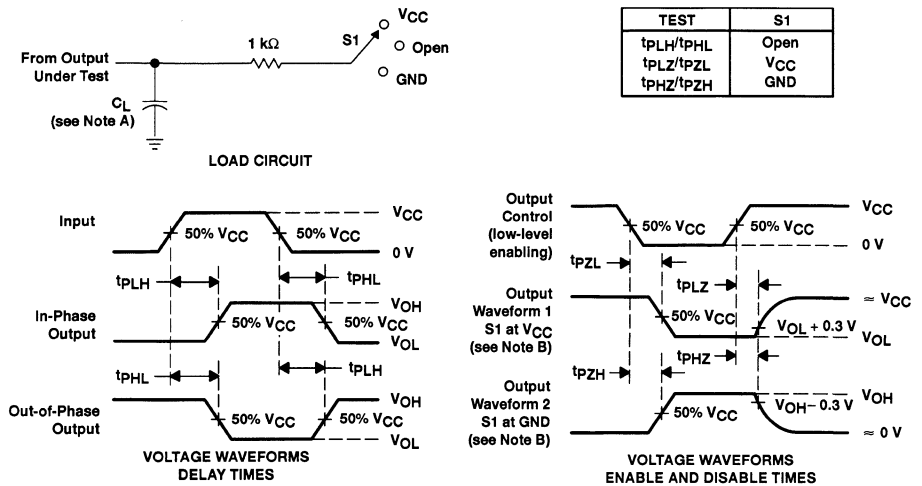 From Output
Under Test
CL
(see Note A)
1 kΩ
S1
VCC
Open
GND
LOAD CIRCUIT
TEST S1
tPLH/tPHL Open
tPLZ/tPZL VCC
tPHZ/tPZH GND
Input
50% VCC
50% VCC
VCC
0 V
tPLH
tPHL
In-Phase
Output
50% VCC
50% VCC
VOH
VOL
tPHL
tPLH
Out-of-Phase
Output
50% VCC
50% VCC
VOH
VOL
VOLTAGE WAVEFORMS
DELAY TIMES
Output
Control
(low-level
enabling)
50% VCC
50% VCC
VCC
0 V
tPZL
tPLZ
Output
Waveform 1
S1 at VCC
(see Note B)
50% VCC
≈ VCC
VOL + 0.3 V
VOL
tPZH
tPHZ
Output
Waveform 2
S1 at GND
(see Note B)
50% VCC
VOH
VOH – 0.3 V
≈ 0 V
VOLTAGE WAVEFORMS
ENABLE AND DISABLE TIMES